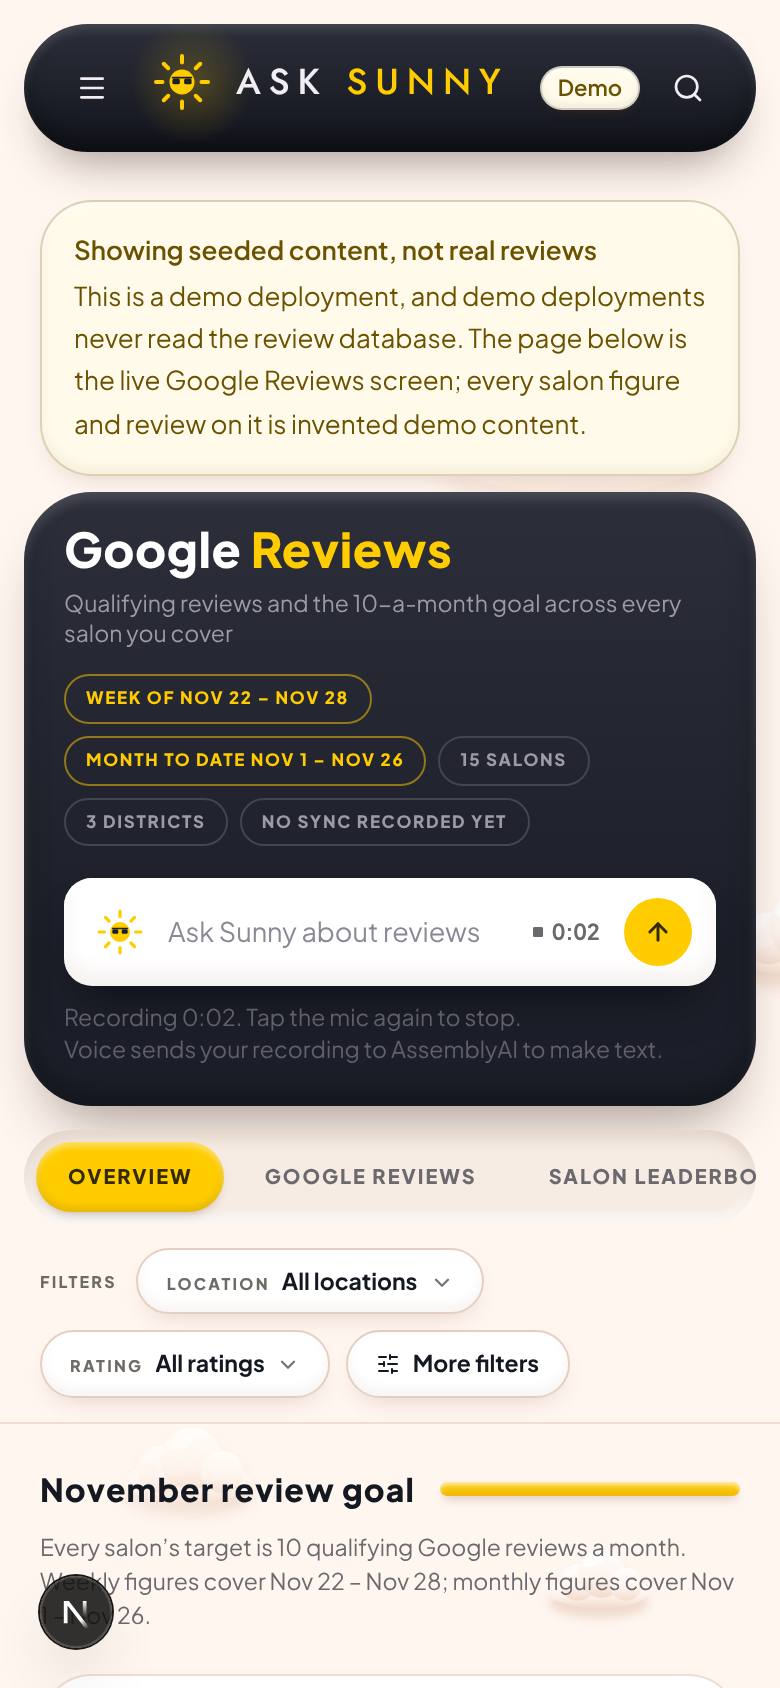 ASK SUNNY
Demo
Showing seeded content, not real reviews
This is a demo deployment, and demo deployments
never read the review database. The page below is
the live Google Reviews screen; every salon figure
and review on it is invented demo content.
Google Reviews
Qualifying reviews and the 10-a-month goal across every
salon you cover
WEEK OF NOV 22 – NOV 28
MONTH TO DATE NOV 1 – NOV 26
15 SALONS
3 DISTRICTS
NO SYNC RECORDED YET
Ask Sunny about reviews
0:02
Recording 0:02. Tap the mic again to stop.
Voice sends your recording to AssemblyAI to make text.
OVERVIEW
GOOGLE REVIEWS
SALON LEADERBO
FILTERS
LOCATION All locations
RATING All ratings
More filters
November review goal
Every salon’s target is 10 qualifying Google reviews a month.
Weekly figures cover Nov 22 – Nov 28; monthly figures cover Nov
1 – Nov 26.
N